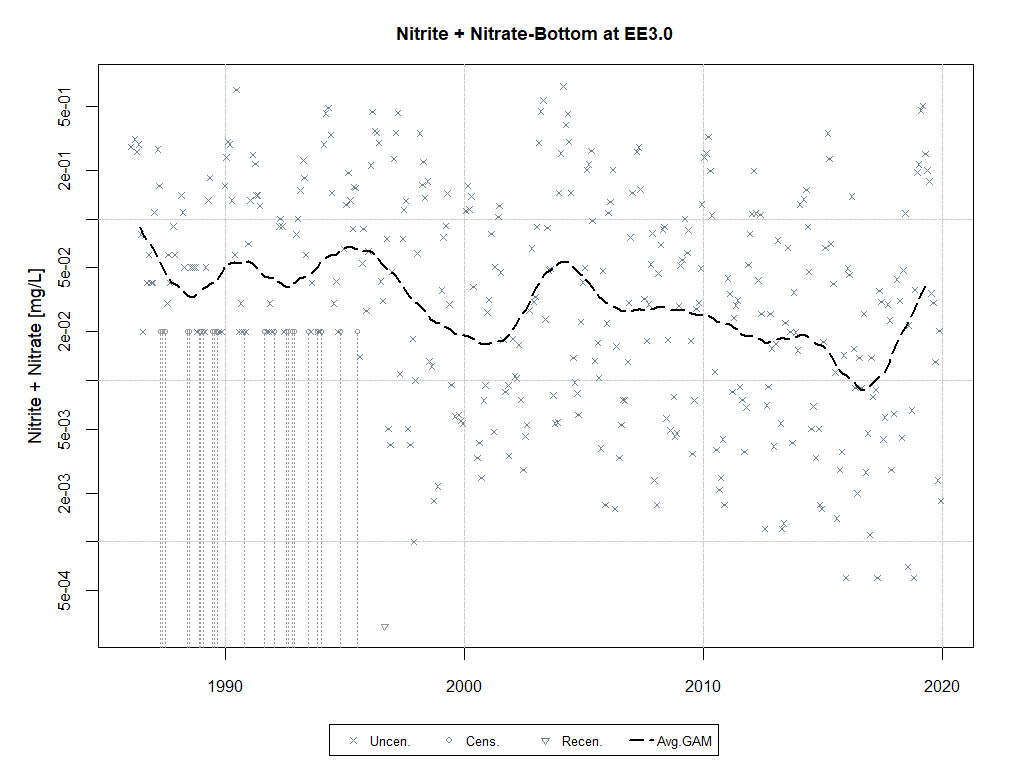 Nitrite + Nitrate-Bottom at EE3.0
Nitrite + Nitrate [mg/L]
5e-01
2e-01
5e-02
2e-02
5e-03
2e-03
5e-04
1990 2000 2010 2020
Uncen. Cens. Recen. Avg.GAM